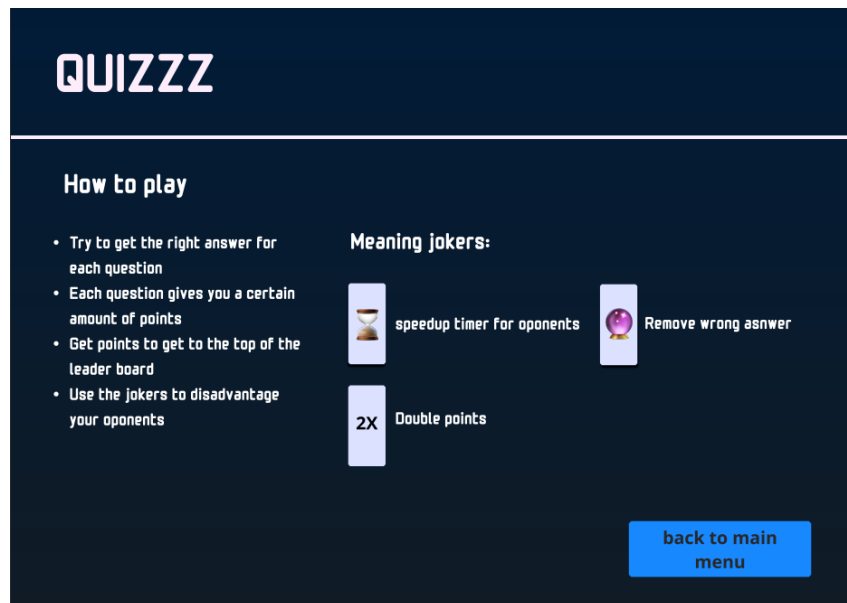 QUIZZZ
How to play
• Try to get the right answer for
each question
• Each question gives you a certain
amount of points
• Get points to get to the top of the
leader board
• Use the jokers to disadvantage
your oponents
Meaning jokers:
speedup timer for oponents
Remove wrong asnwer
2X
Double points
back to main
menu